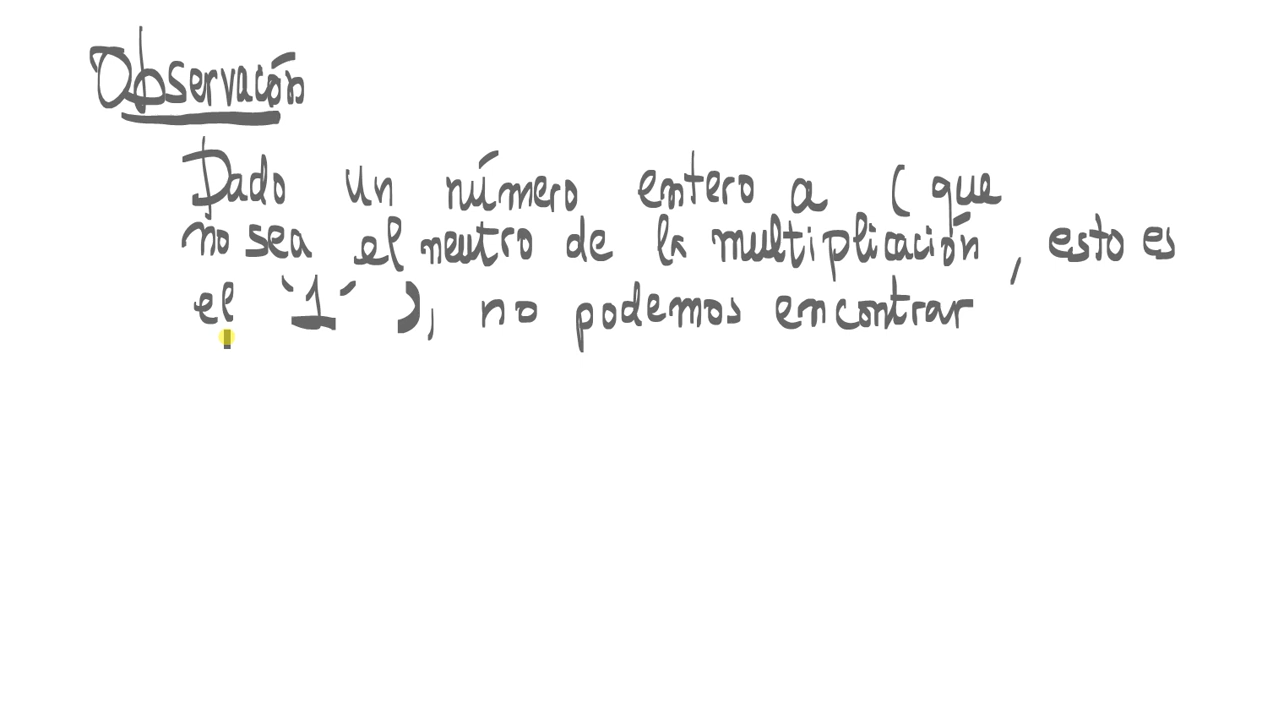 Observacón
Dado un número entero a (que
no sea el neutro de la multiplicación, esto es
el `1´ ), no podemos encontrar